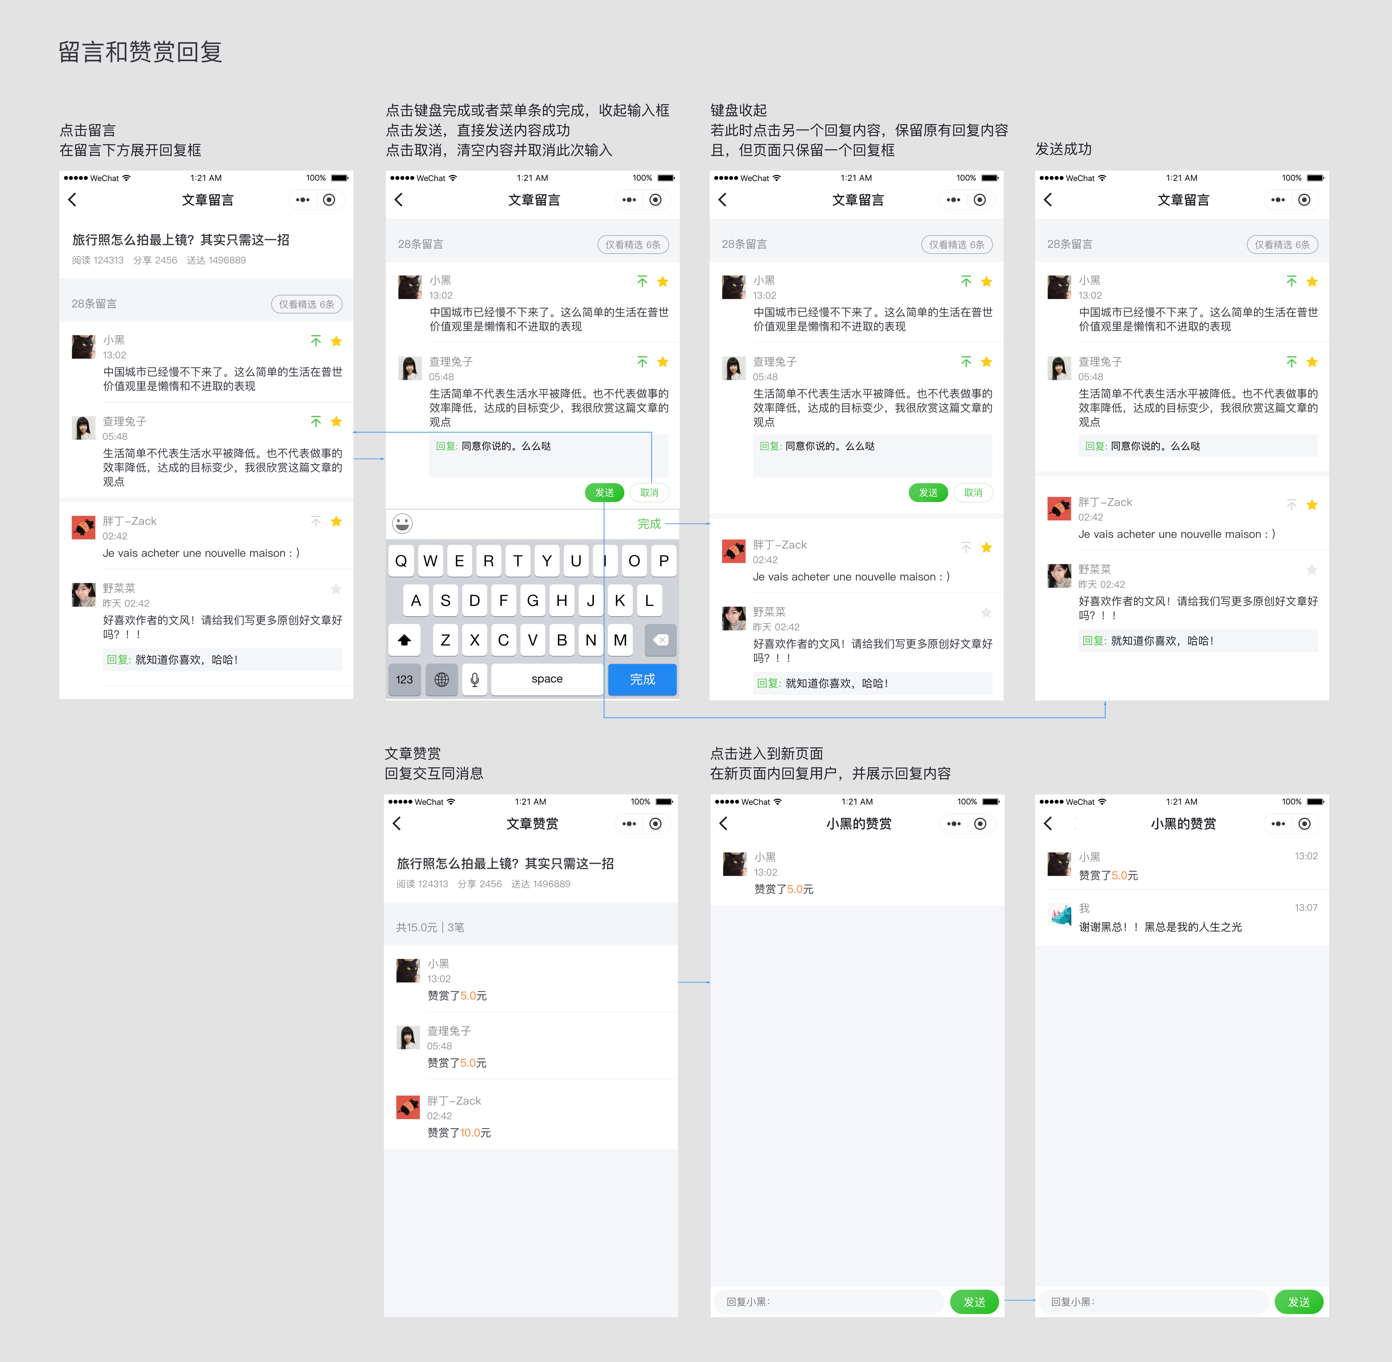 留言和赞赏回复
点击留言
在留言下方展开回复框
●●●●● WeChat 1:21 AM 100%
文章留言
旅行照怎么拍最上镜？其实只需这一招
阅读 124313 分享 2456 送达 1496889
28条留言 仅看精选 6条
小黑
13:02
中国城市已经慢不下来了。这么简单的生活在普世
价值观里是懒惰和不进取的表现
查理兔子
05:48
生活简单不代表生活水平被降低。也不代表做事的
效率降低，达成的目标变少，我很欣赏这篇文章的
观点
胖丁-Zack
02:42
Je vais acheter une nouvelle maison : )
野菜菜
昨天 02:42
好喜欢作者的文风！请给我们写更多原创好文章好
吗？！！
回复: 就知道你喜欢，哈哈！
点击键盘完成或者菜单条的完成，收起输入框
点击发送，直接发送内容成功
点击取消，清空内容并取消此次输入
●●●●● WeChat 1:21 AM 100%
文章留言
28条留言 仅看精选 6条
小黑
13:02
中国城市已经慢不下来了。这么简单的生活在普世
价值观里是懒惰和不进取的表现
查理兔子
05:48
生活简单不代表生活水平被降低。也不代表做事的
效率降低，达成的目标变少，我很欣赏这篇文章的
观点
回复: 同意你说的。么么哒
发送 取消
完成
Q W E R T Y U I O P
A S D F G H J K L
Z X C V B N M
123 space 完成
键盘收起
若此时点击另一个回复内容，保留原有回复内容
且，但页面只保留一个回复框
●●●●● WeChat 1:21 AM 100%
文章留言
28条留言 仅看精选 6条
小黑
13:02
中国城市已经慢不下来了。这么简单的生活在普世
价值观里是懒惰和不进取的表现
查理兔子
05:48
生活简单不代表生活水平被降低。也不代表做事的
效率降低，达成的目标变少，我很欣赏这篇文章的
观点
回复: 同意你说的。么么哒
发送 取消
胖丁-Zack
02:42
Je vais acheter une nouvelle maison : )
野菜菜
昨天 02:42
好喜欢作者的文风！请给我们写更多原创好文章好
吗？！！
回复: 就知道你喜欢，哈哈！
发送成功
●●●●● WeChat 1:21 AM 100%
文章留言
28条留言 仅看精选 6条
小黑
13:02
中国城市已经慢不下来了。这么简单的生活在普世
价值观里是懒惰和不进取的表现
查理兔子
05:48
生活简单不代表生活水平被降低。也不代表做事的
效率降低，达成的目标变少，我很欣赏这篇文章的
观点
回复: 同意你说的。么么哒
胖丁-Zack
02:42
Je vais acheter une nouvelle maison : )
野菜菜
昨天 02:42
好喜欢作者的文风！请给我们写更多原创好文章好
吗？！！
回复: 就知道你喜欢，哈哈！
文章赞赏
回复交互同消息
●●●●● WeChat 1:21 AM 100%
文章赞赏
旅行照怎么拍最上镜？其实只需这一招
阅读 124313 分享 2456 送达 1496889
共15.0元 | 3笔
小黑
13:02
赞赏了5.0元
查理兔子
05:48
赞赏了5.0元
胖丁-Zack
02:42
赞赏了10.0元
点击进入到新页面
在新页面内回复用户，并展示回复内容
●●●●● WeChat 1:21 AM 100%
小黑的赞赏
小黑
13:02
赞赏了5.0元
回复小黑： 发送
●●●●● WeChat 1:21 AM 100%
小黑的赞赏
小黑 13:02
赞赏了5.0元
我 13:07
谢谢黑总！！黑总是我的人生之光
回复小黑： 发送